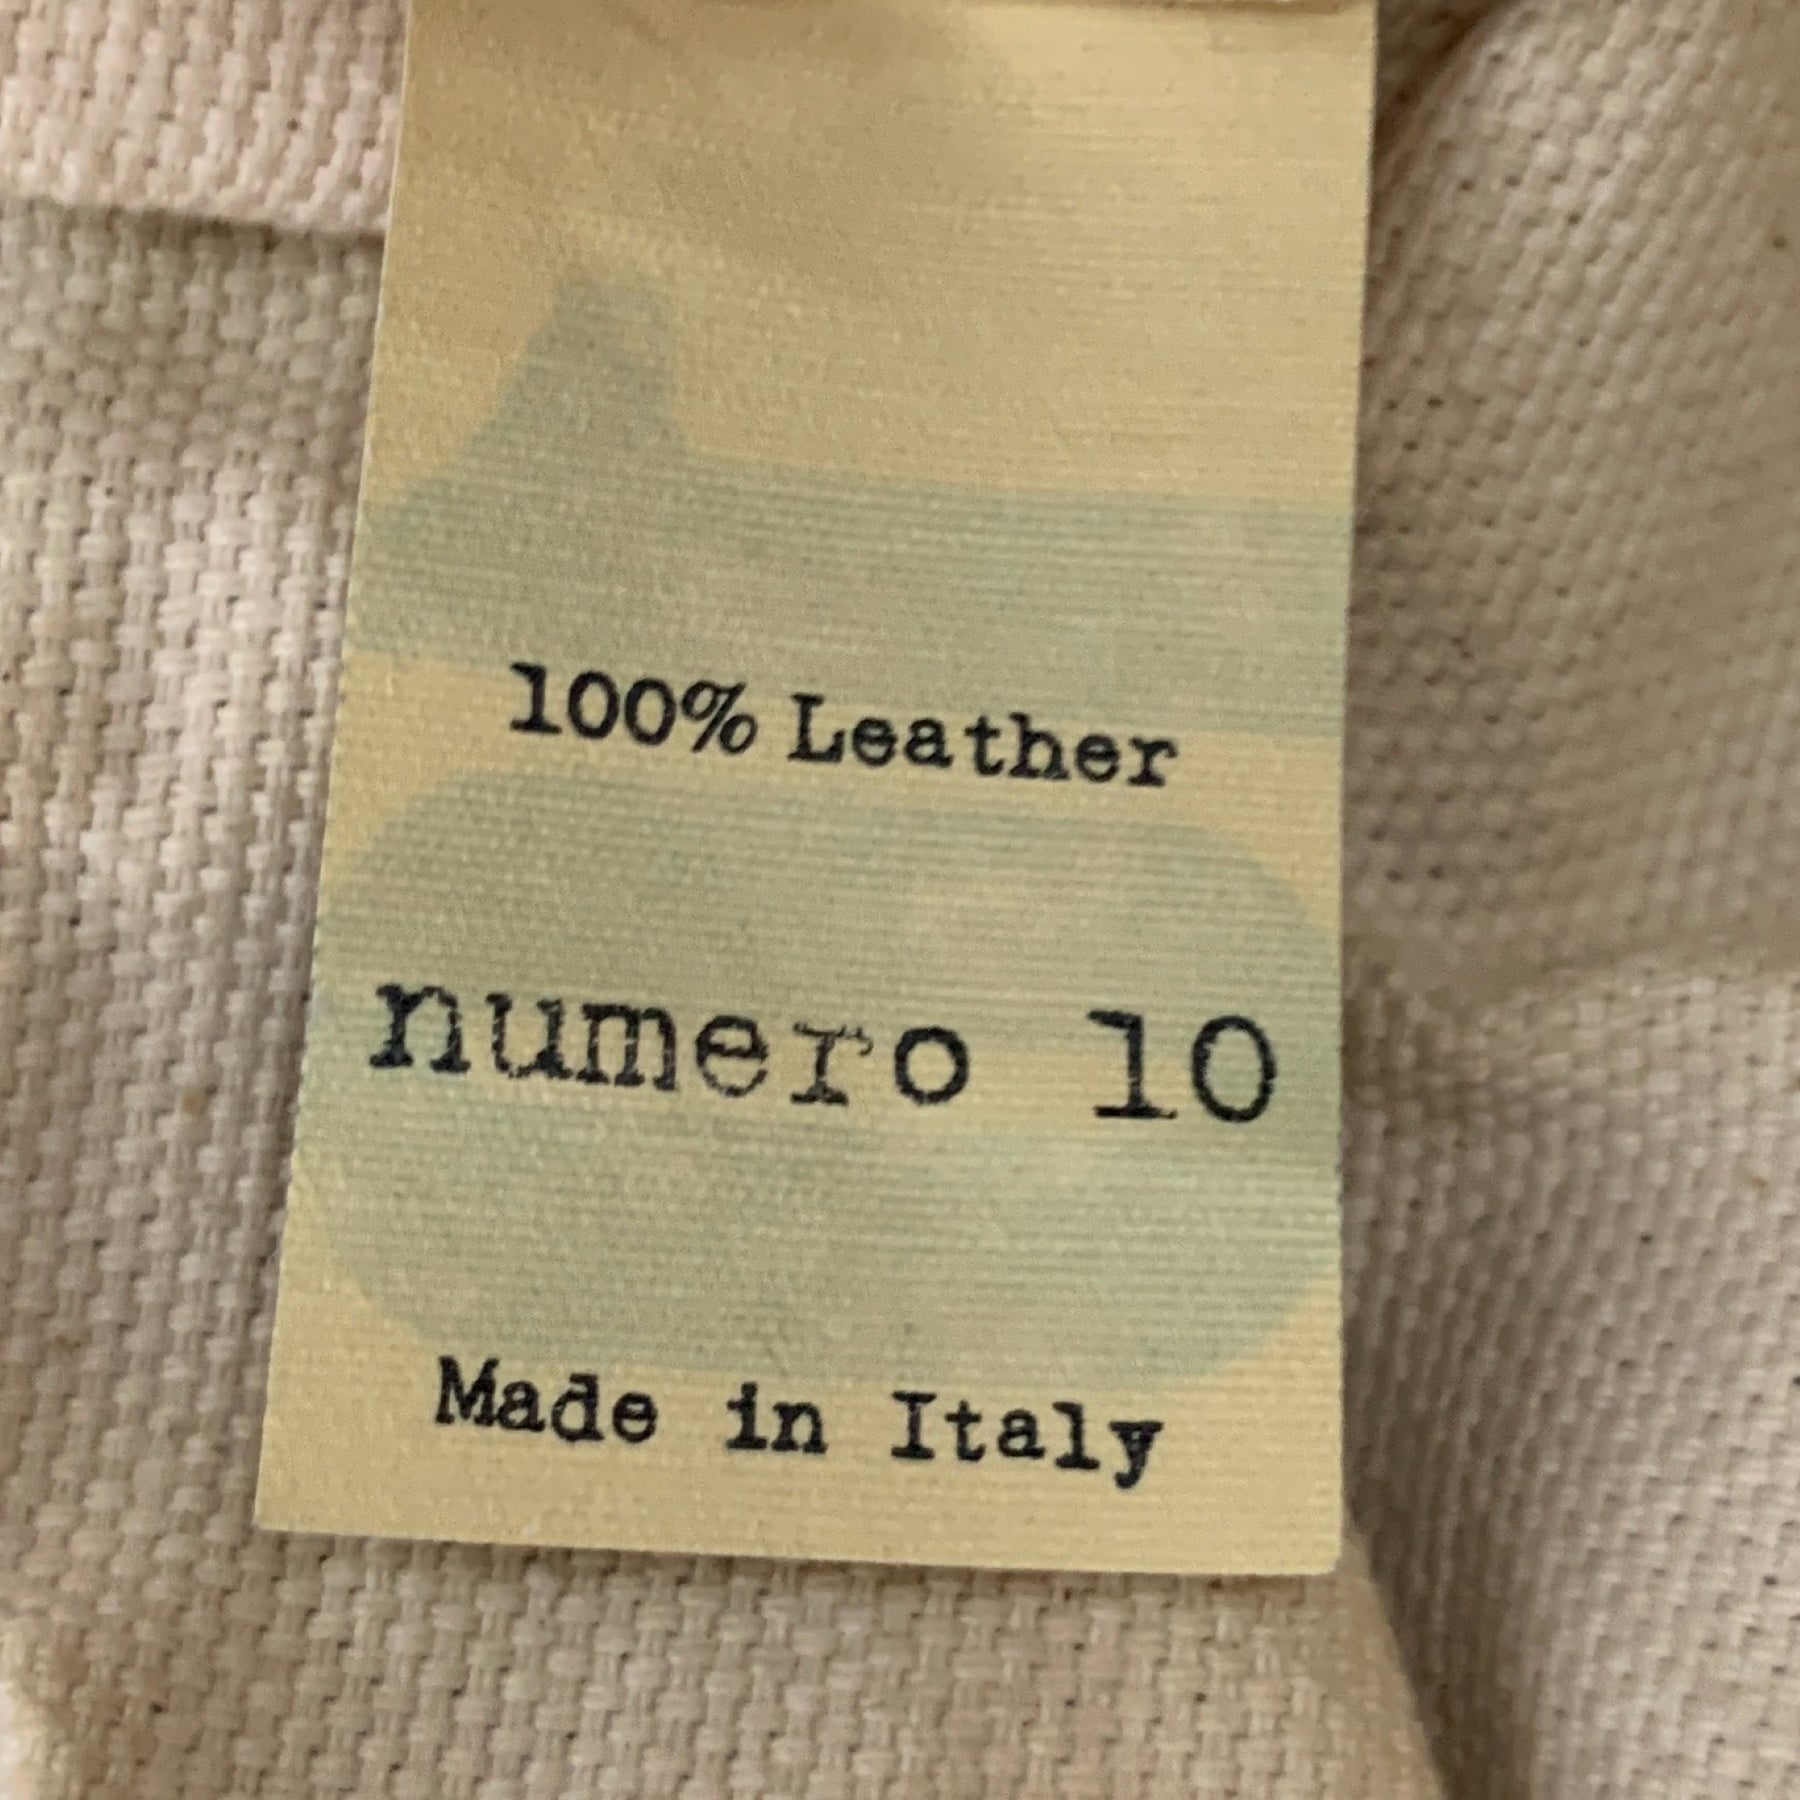 100% Leather
numero 10
Made in Italy